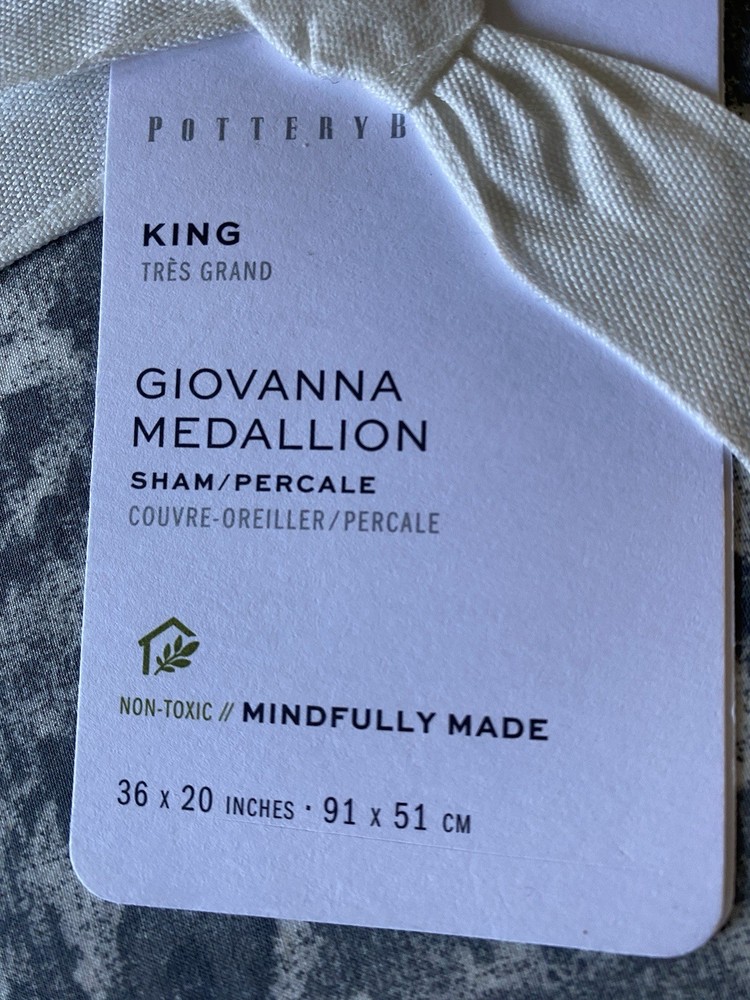 POTTERY B
KING
TRÈS GRAND
GIOVANNA
MEDALLION
SHAM/PERCALE
COUVRE-OREILLER/PERCALE
NON-TOXIC // MINDFULLY MADE
36 x 20 INCHES · 91 x 51 CM